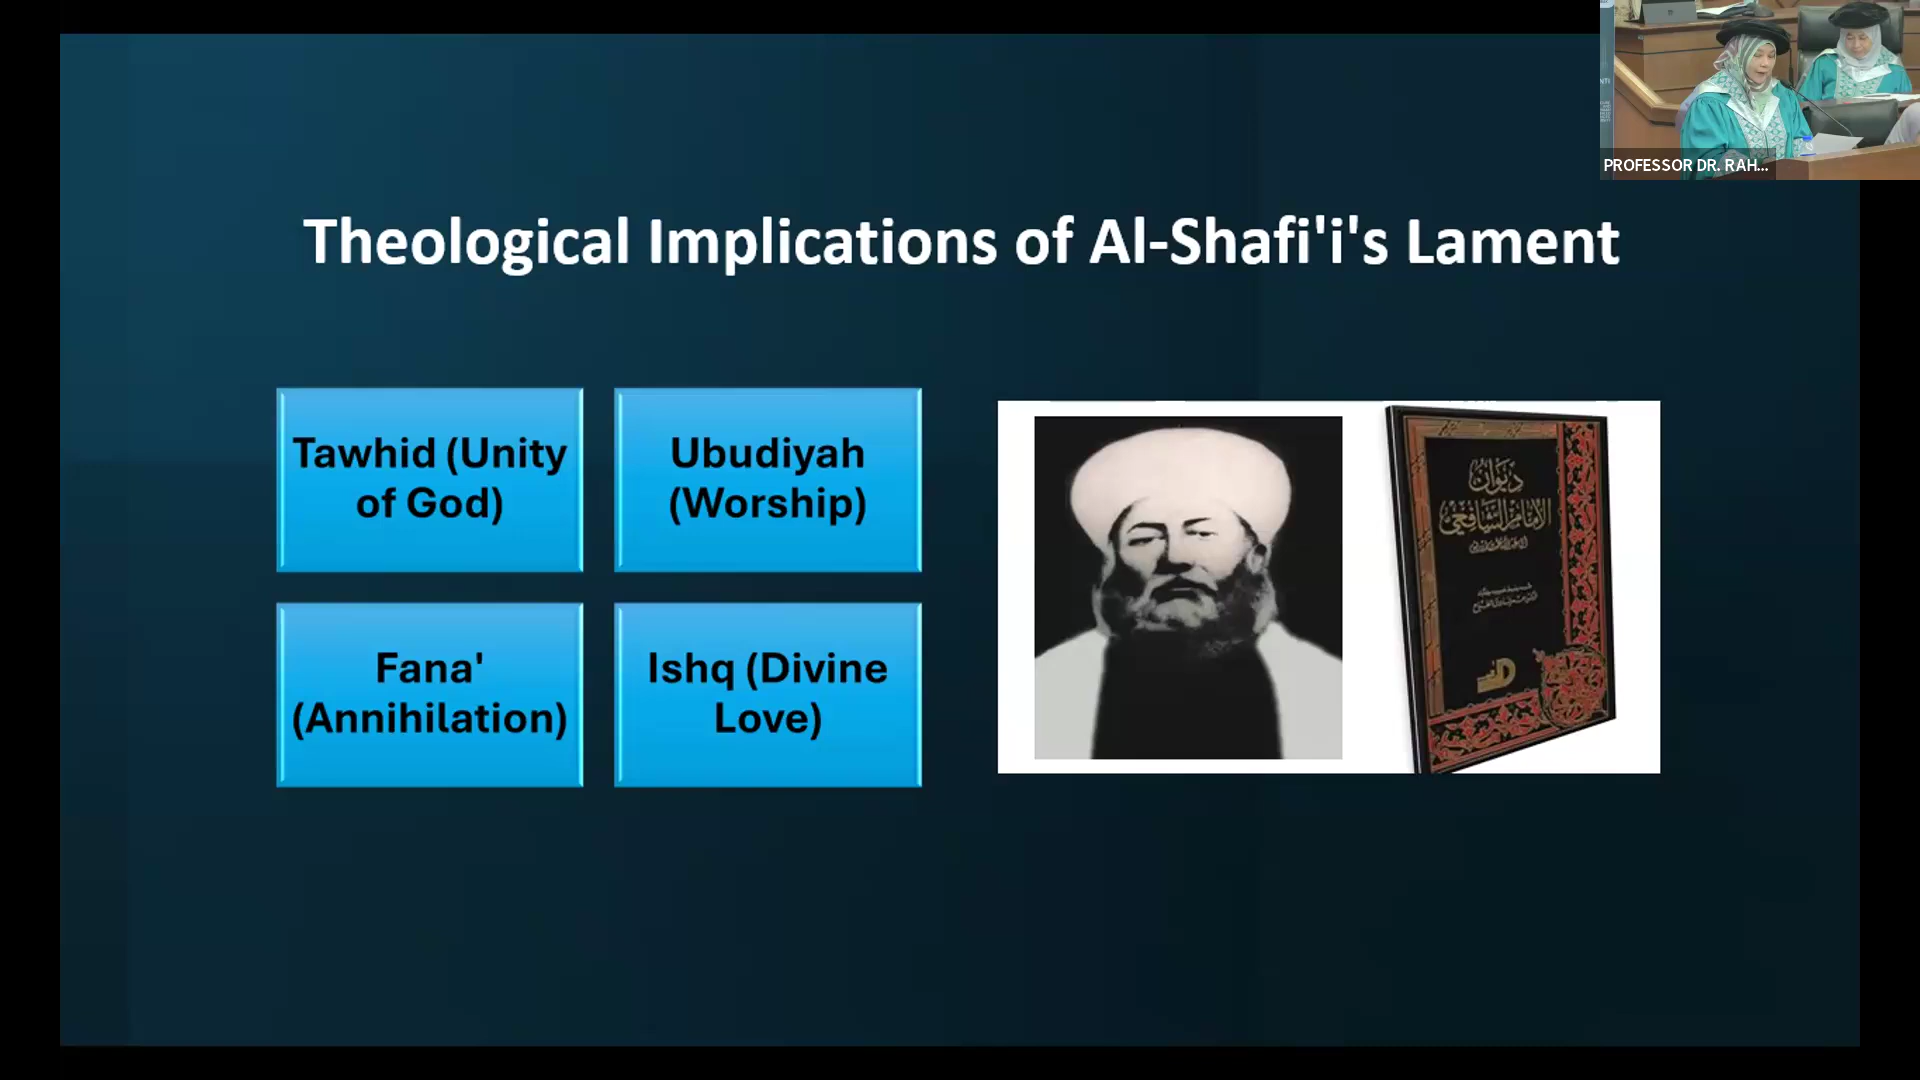 PROFESSOR DR. RAH...
Theological Implications of Al-Shafi'i's Lament
Tawhid (Unity
of God)
Ubudiyah
(Worship)
Fana'
(Annihilation)
Ishq (Divine
Love)
ديوان
الإمام الشافعي